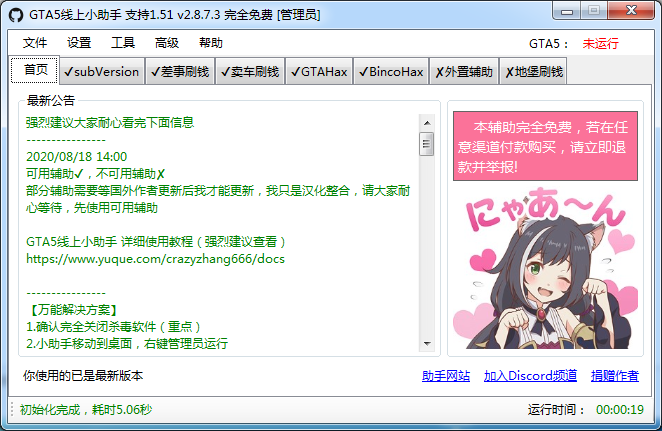 GTA5线上小助手 支持1.51 v2.8.7.3 完全免费 [管理员]
文件 设置 工具 高级 帮助 GTA5： 未运行
首页 ✓subVersion ✓差事刷钱 ✓卖车刷钱 ✓GTAHax ✓BincoHax ✗外置辅助 ✗地堡刷钱
最新公告
强烈建议大家耐心看完下面信息
----------------
2020/08/18 14:00
可用辅助✓，不可用辅助✗
部分辅助需要等国外作者更新后我才能更新，我只是汉化整合，请大家耐
心等待，先使用可用辅助
GTA5线上小助手 详细使用教程（强烈建议查看）
https://www.yuque.com/crazyzhang666/docs
----------------
【万能解决方案】
1.确认完全关闭杀毒软件（重点）
2.小助手移动到桌面，右键管理员运行
本辅助完全免费，若在任
意渠道付款购买，请立即退
款并举报!
にゃあ～ん
你使用的已是最新版本 助手网站 加入Discord频道 捐赠作者
初始化完成，耗时5.06秒 运行时间： 00:00:19